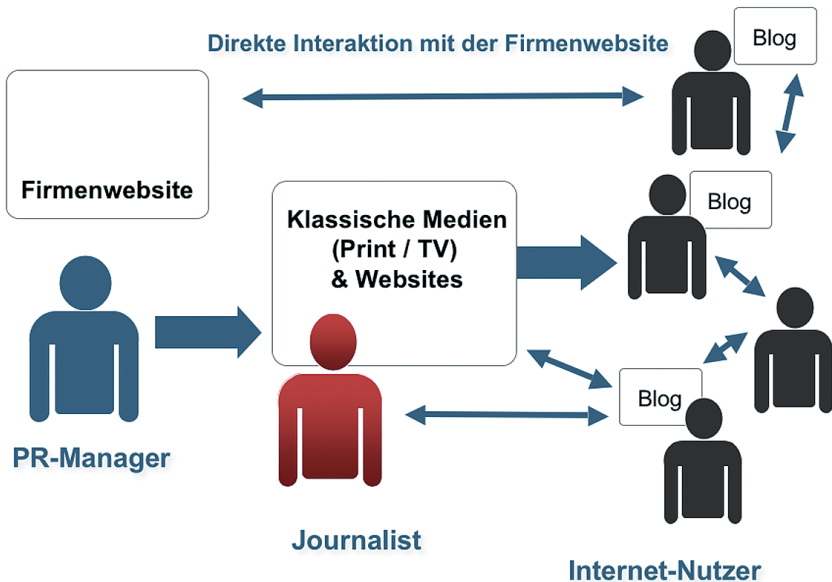 Direkte Interaktion mit der Firmenwebsite
Blog
Firmenwebsite
Klassische Medien
(Print / TV)
& Websites
Blog
Blog
PR-Manager
Journalist
Internet-Nutzer